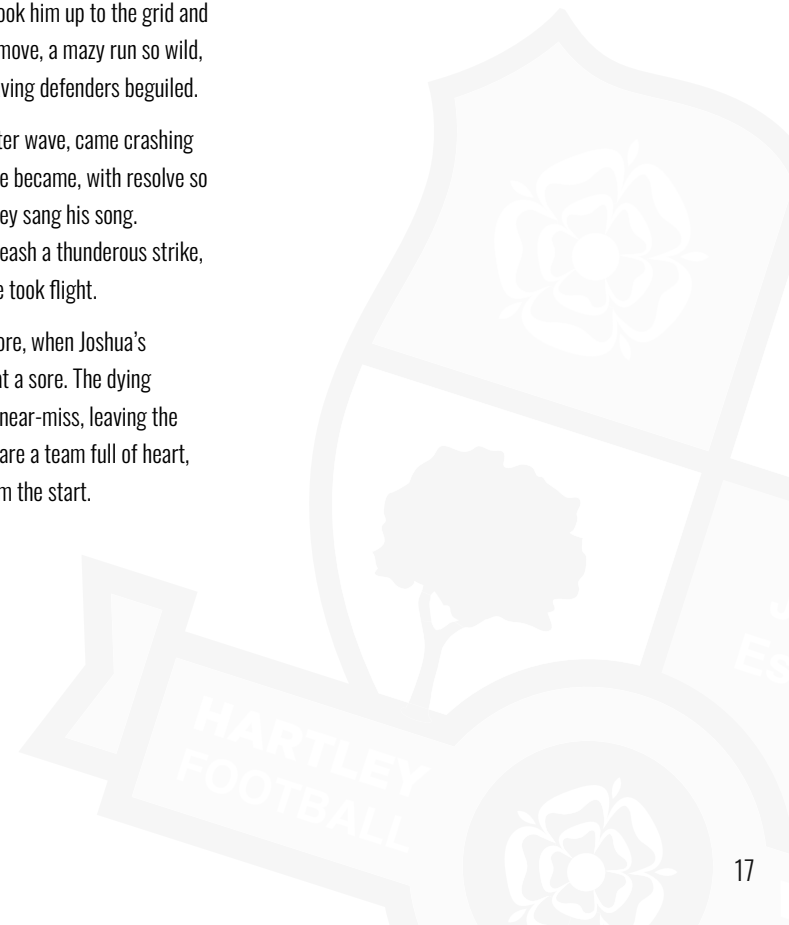 ook him up to the grid and
move, a mazy run so wild,
ving defenders beguiled.
ter wave, came crashing
e became, with resolve so
ey sang his song.
eash a thunderous strike,
e took flight.
ore, when Joshua’s
nt a sore. The dying
near-miss, leaving the
are a team full of heart,
m the start.
Es
HARTLEY
FOOTBALL
17